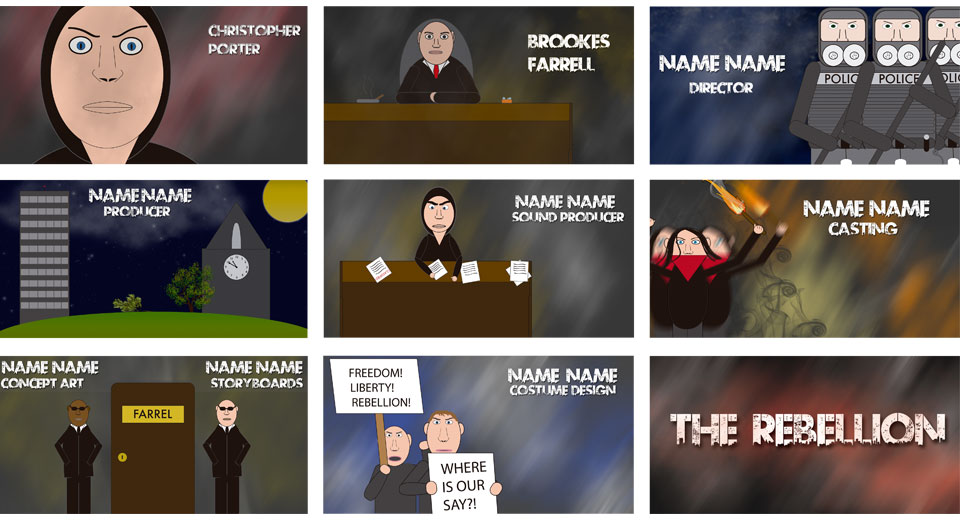 CHRISTOPHER
PORTER
BROOKES
FARRELL
NAME NAME
DIRECTOR
POLIC
POLICE
POLIC
NAME NAME
PRODUCER
NAME NAME
SOUND PRODUCER
NAME NAME
CASTING
NAME NAME
CONCEPT ART
NAME NAME
STORYBOARDS
FARREL
FREEDOM!
LIBERTY!
REBELLION!
NAME NAME
COSTUME DESIGN
WHERE
IS OUR
SAY?!
THE REBELLION